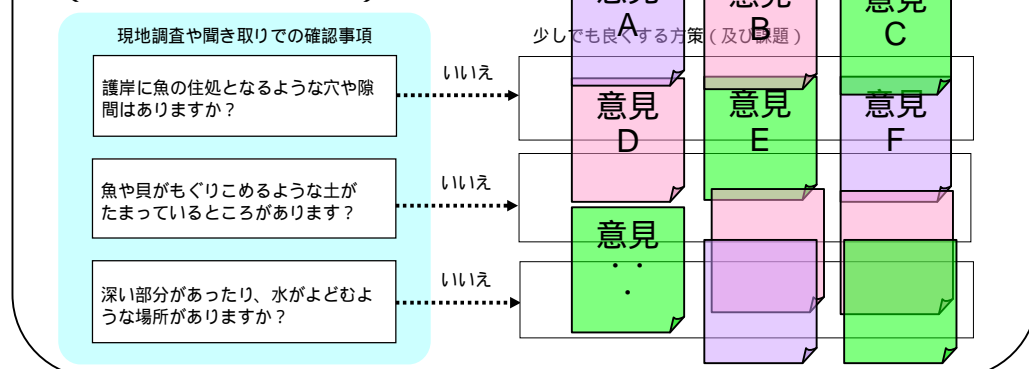 現地調査や聞き取りでの確認事項
少しでも良くする方策(及び課題)
護岸に魚の住処となるような穴や隙
間はありますか?
いいえ
魚や貝がもぐりこめるような土が
たまっているところがあります?
いいえ
深い部分があったり、水がよどむよ
うな場所がありますか?
いいえ
意見
A
意見
B
意見
C
意見
D
意見
E
意見
F
意見
・・
・